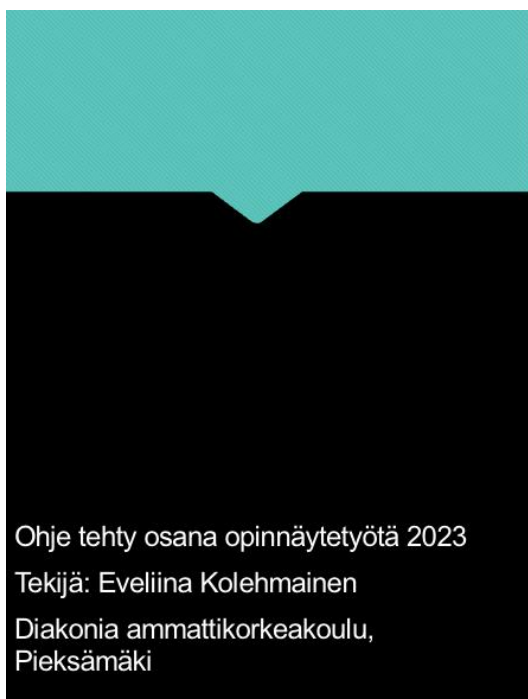 Ohje tehty osana opinnäytetyötä 2023
Tekijä: Eveliina Kolehmainen
Diakonia ammattikorkeakoulu,
Pieksämäki